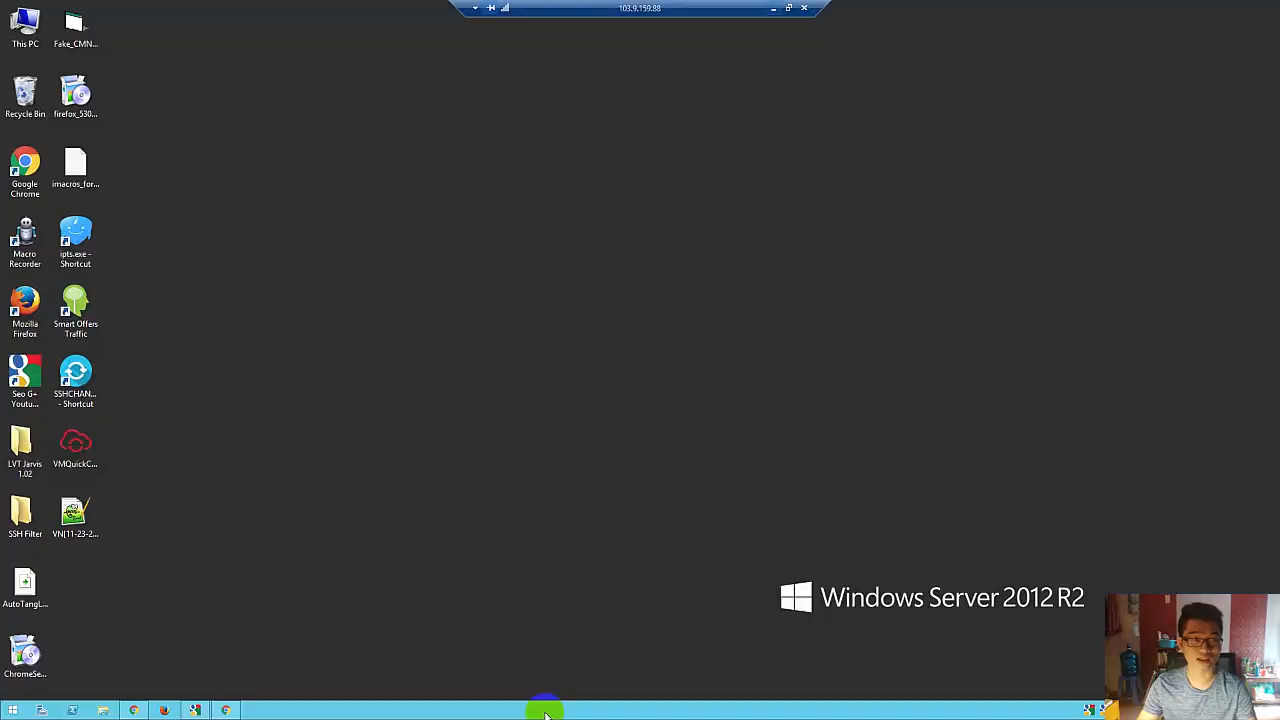 103.9.159.88
This PC
Fake_CMN...
Recycle Bin
firefox_530...
Google
Chrome
imacros_for...
Macro
Recorder
ipts.exe -
Shortcut
Mozilla
Firefox
Smart Offers
Traffic
Seo G+
Youtu...
SSHCHAN...
- Shortcut
LVT Jarvis
1.02
VMQuickC...
SSH Filter
VN[11-23-2...
AutoTangL...
ChromeSe...
Windows Server 2012 R2